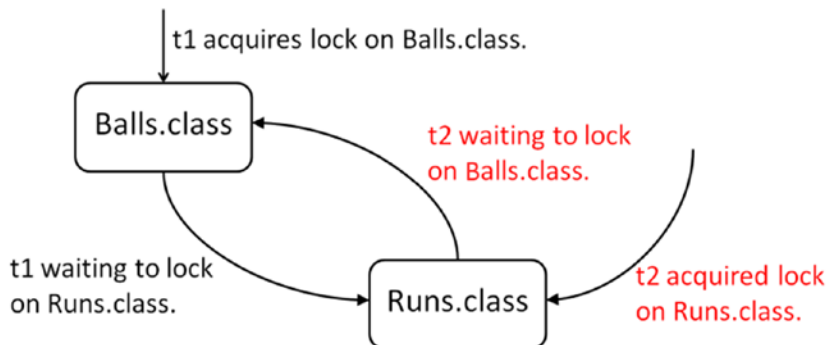 t1 acquires lock on Balls.class.
Balls.class
t2 waiting to lock
on Balls.class.
t1 waiting to lock
on Runs.class.
Runs.class
t2 acquired lock
on Runs.class.